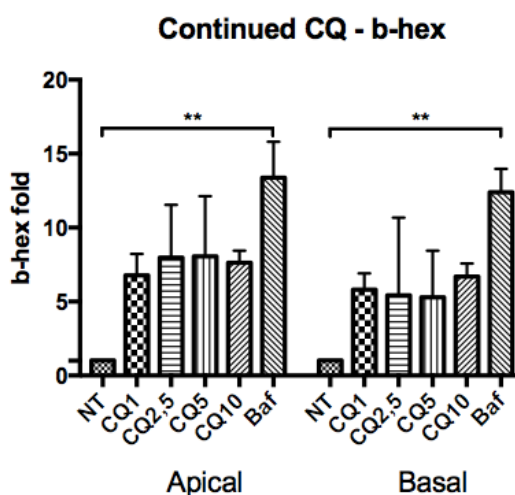 Continued CQ - b-hex
b-hex fold
20
15
10
5
0
**
**
NT
CQ1
CQ2,5
CQ5
CQ10
Baf
NT
CQ1
CQ2,5
CQ5
CQ10
Baf
Apical
Basal